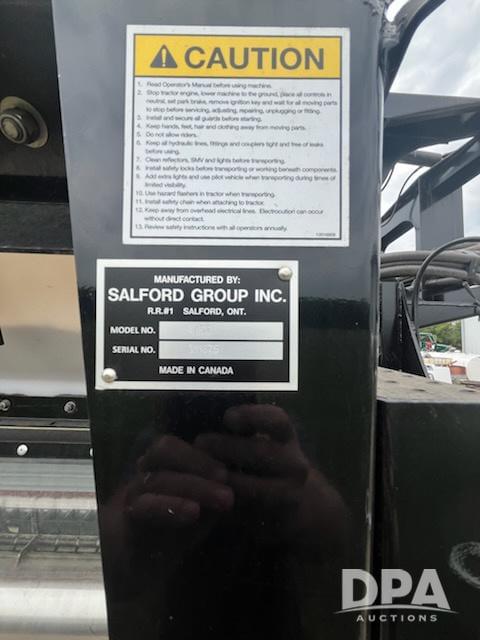 CAUTION
1. Read Operator's Manual before using machine.
2. Stop tractor engine, lower machine to the ground, place all controls in
neutral, set park brake, remove ignition key and wait for all moving parts
to stop before servicing, adjusting, repairing, unplugging or filling.
3. Install and secure all guards before starting.
4. Keep hands, feet, hair and clothing away from moving parts.
5. Do not allow riders.
6. Keep all hydraulic lines, fittings and couplers tight and free of leaks
before using.
7. Clean reflectors, SMV and lights before transporting.
8. Install safety locks before transporting or working beneath components.
9. Add extra lights and use pilot vehicle when transporting during times of
limited visibility.
10. Use hazard flashers in tractor when transporting.
11. Install safety chain when attaching to tractor.
12. Keep away from overhead electrical lines. Electrocution can occur
without direct contact.
13. Review safety instructions with all operators annually.
MANUFACTURED BY:
SALFORD GROUP INC.
R.R.#1 SALFORD, ONT.
MODEL NO.
SERIAL NO.
MADE IN CANADA
DPA
AUCTIONS